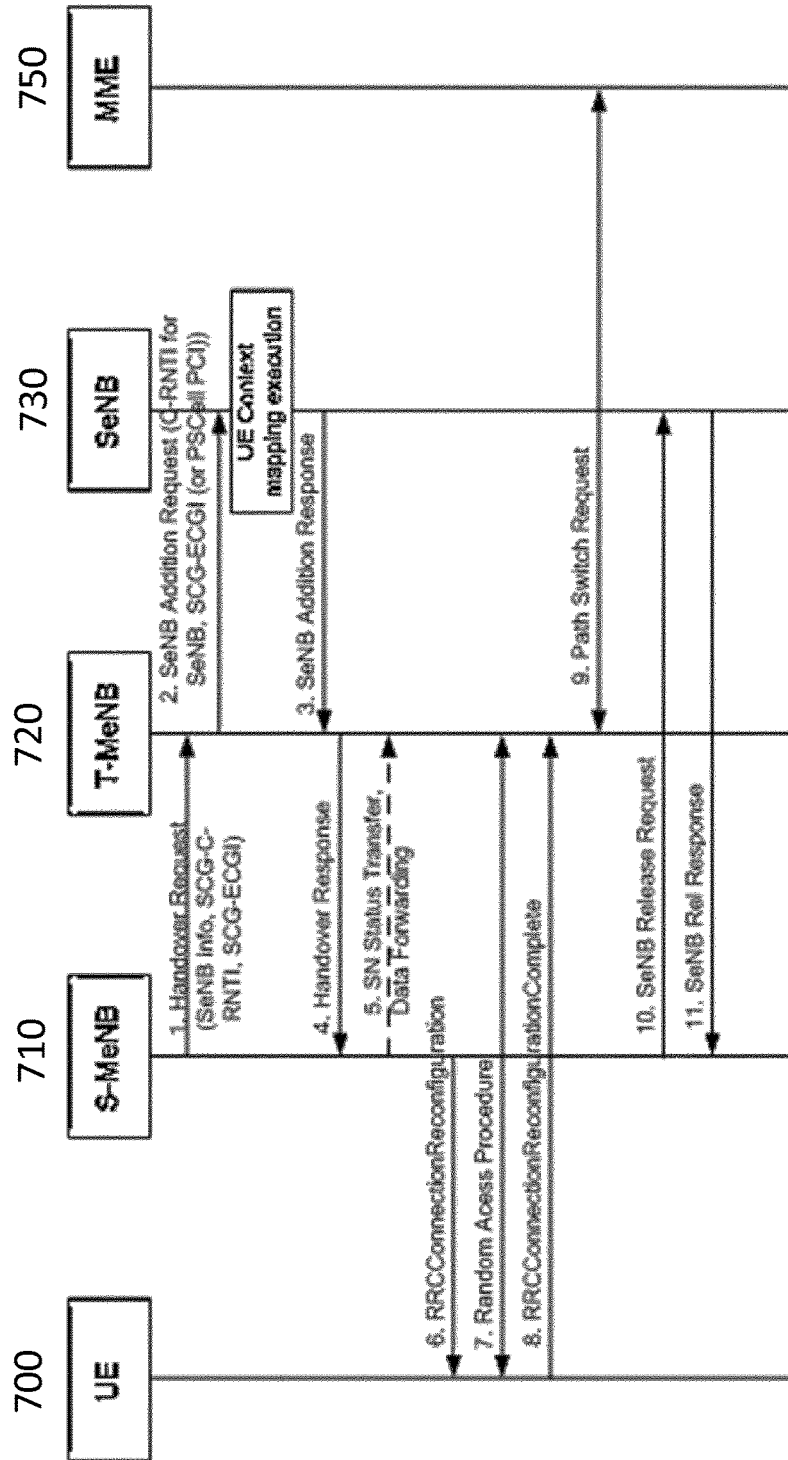 700
710
720
730
750
UE
S-MeNB
T-MeNB
SeNB
MME
1. Handover Request
(SeNB Info, SCG-C-
RNTI, SCG-ECGI)
2. SeNB Addition Request (C-RNTI for
SeNB, SCG-ECGI (or PSCell PCI))
UE Context
mapping execution
3. SeNB Addition Response
4. Handover Response
5. SN Status Transfer,
Data Forwarding
6. RRCConnectionReconfiguration
7. Random Acess Procedure
8. RRCConnectionReconfigurationComplete
9. Path Switch Request
10. SeNB Release Request
11. SeNB Rel Response